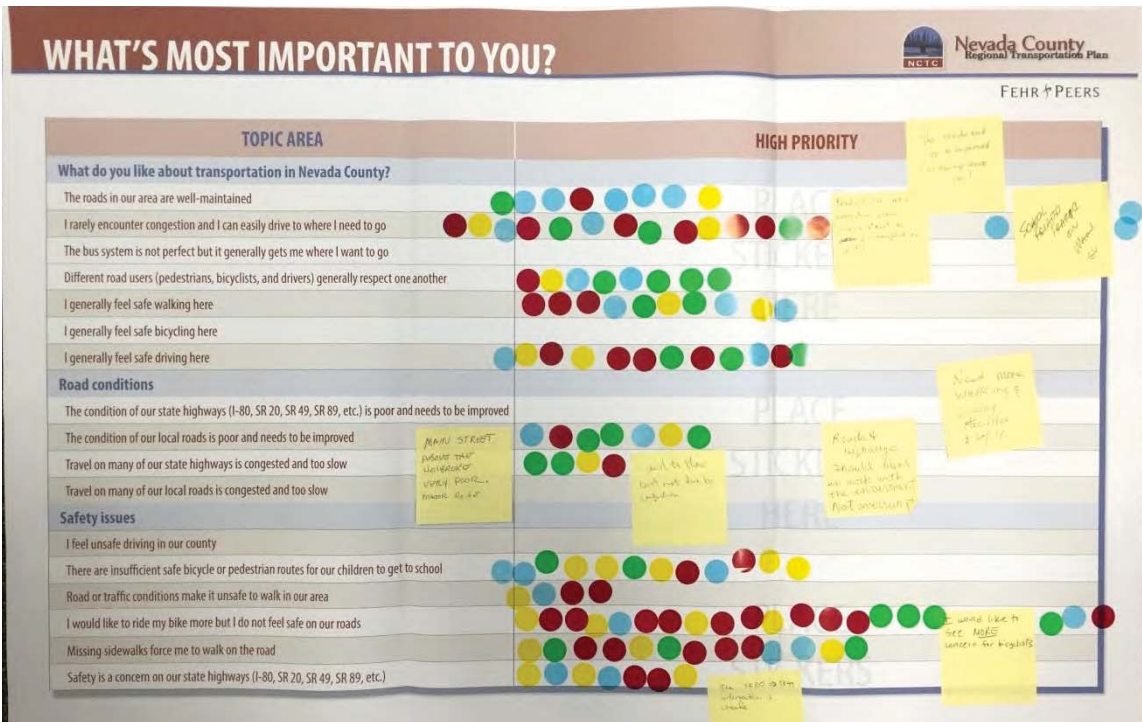 WHAT'S MOST IMPORTANT TO YOU?
NCTC
Nevada County
Regional Transportation Plan
FEHR PEERS
TOPIC AREA
HIGH PRIORITY
What do you like about transportation in Nevada County?
The roads in our area are well-maintained
I rarely encounter congestion and I can easily drive to where I need to go
The bus system is not perfect but it generally gets me where I want to go
Different road users (pedestrians, bicyclists, and drivers) generally respect one another
I generally feel safe walking here
I generally feel safe bicycling here
I generally feel safe driving here
PLACE
STICKERS
HERE
SCHOOL
PERIOD
TRAFFIC
ON
Road conditions
The condition of our state highways (I-80, SR 20, SR 49, SR 89, etc.) is poor and needs to be improved
The condition of our local roads is poor and needs to be improved
Travel on many of our state highways is congested and too slow
Travel on many of our local roads is congested and too slow
MAIN STREET
ABOVE THE
VERY POOR.
PLACE
STICKERS
HERE
Need more
Roads &
Highways
should
work with
the environment
Not
Safety issues
I feel unsafe driving in our county
There are insufficient safe bicycle or pedestrian routes for our children to get to school
Road or traffic conditions make it unsafe to walk in our area
I would like to ride my bike more but I do not feel safe on our roads
Missing sidewalks force me to walk on the road
Safety is a concern on our state highways (I-80, SR 20, SR 49, SR 89, etc.)
I would like to
see MORE
concern for bicyclists
STICKERS